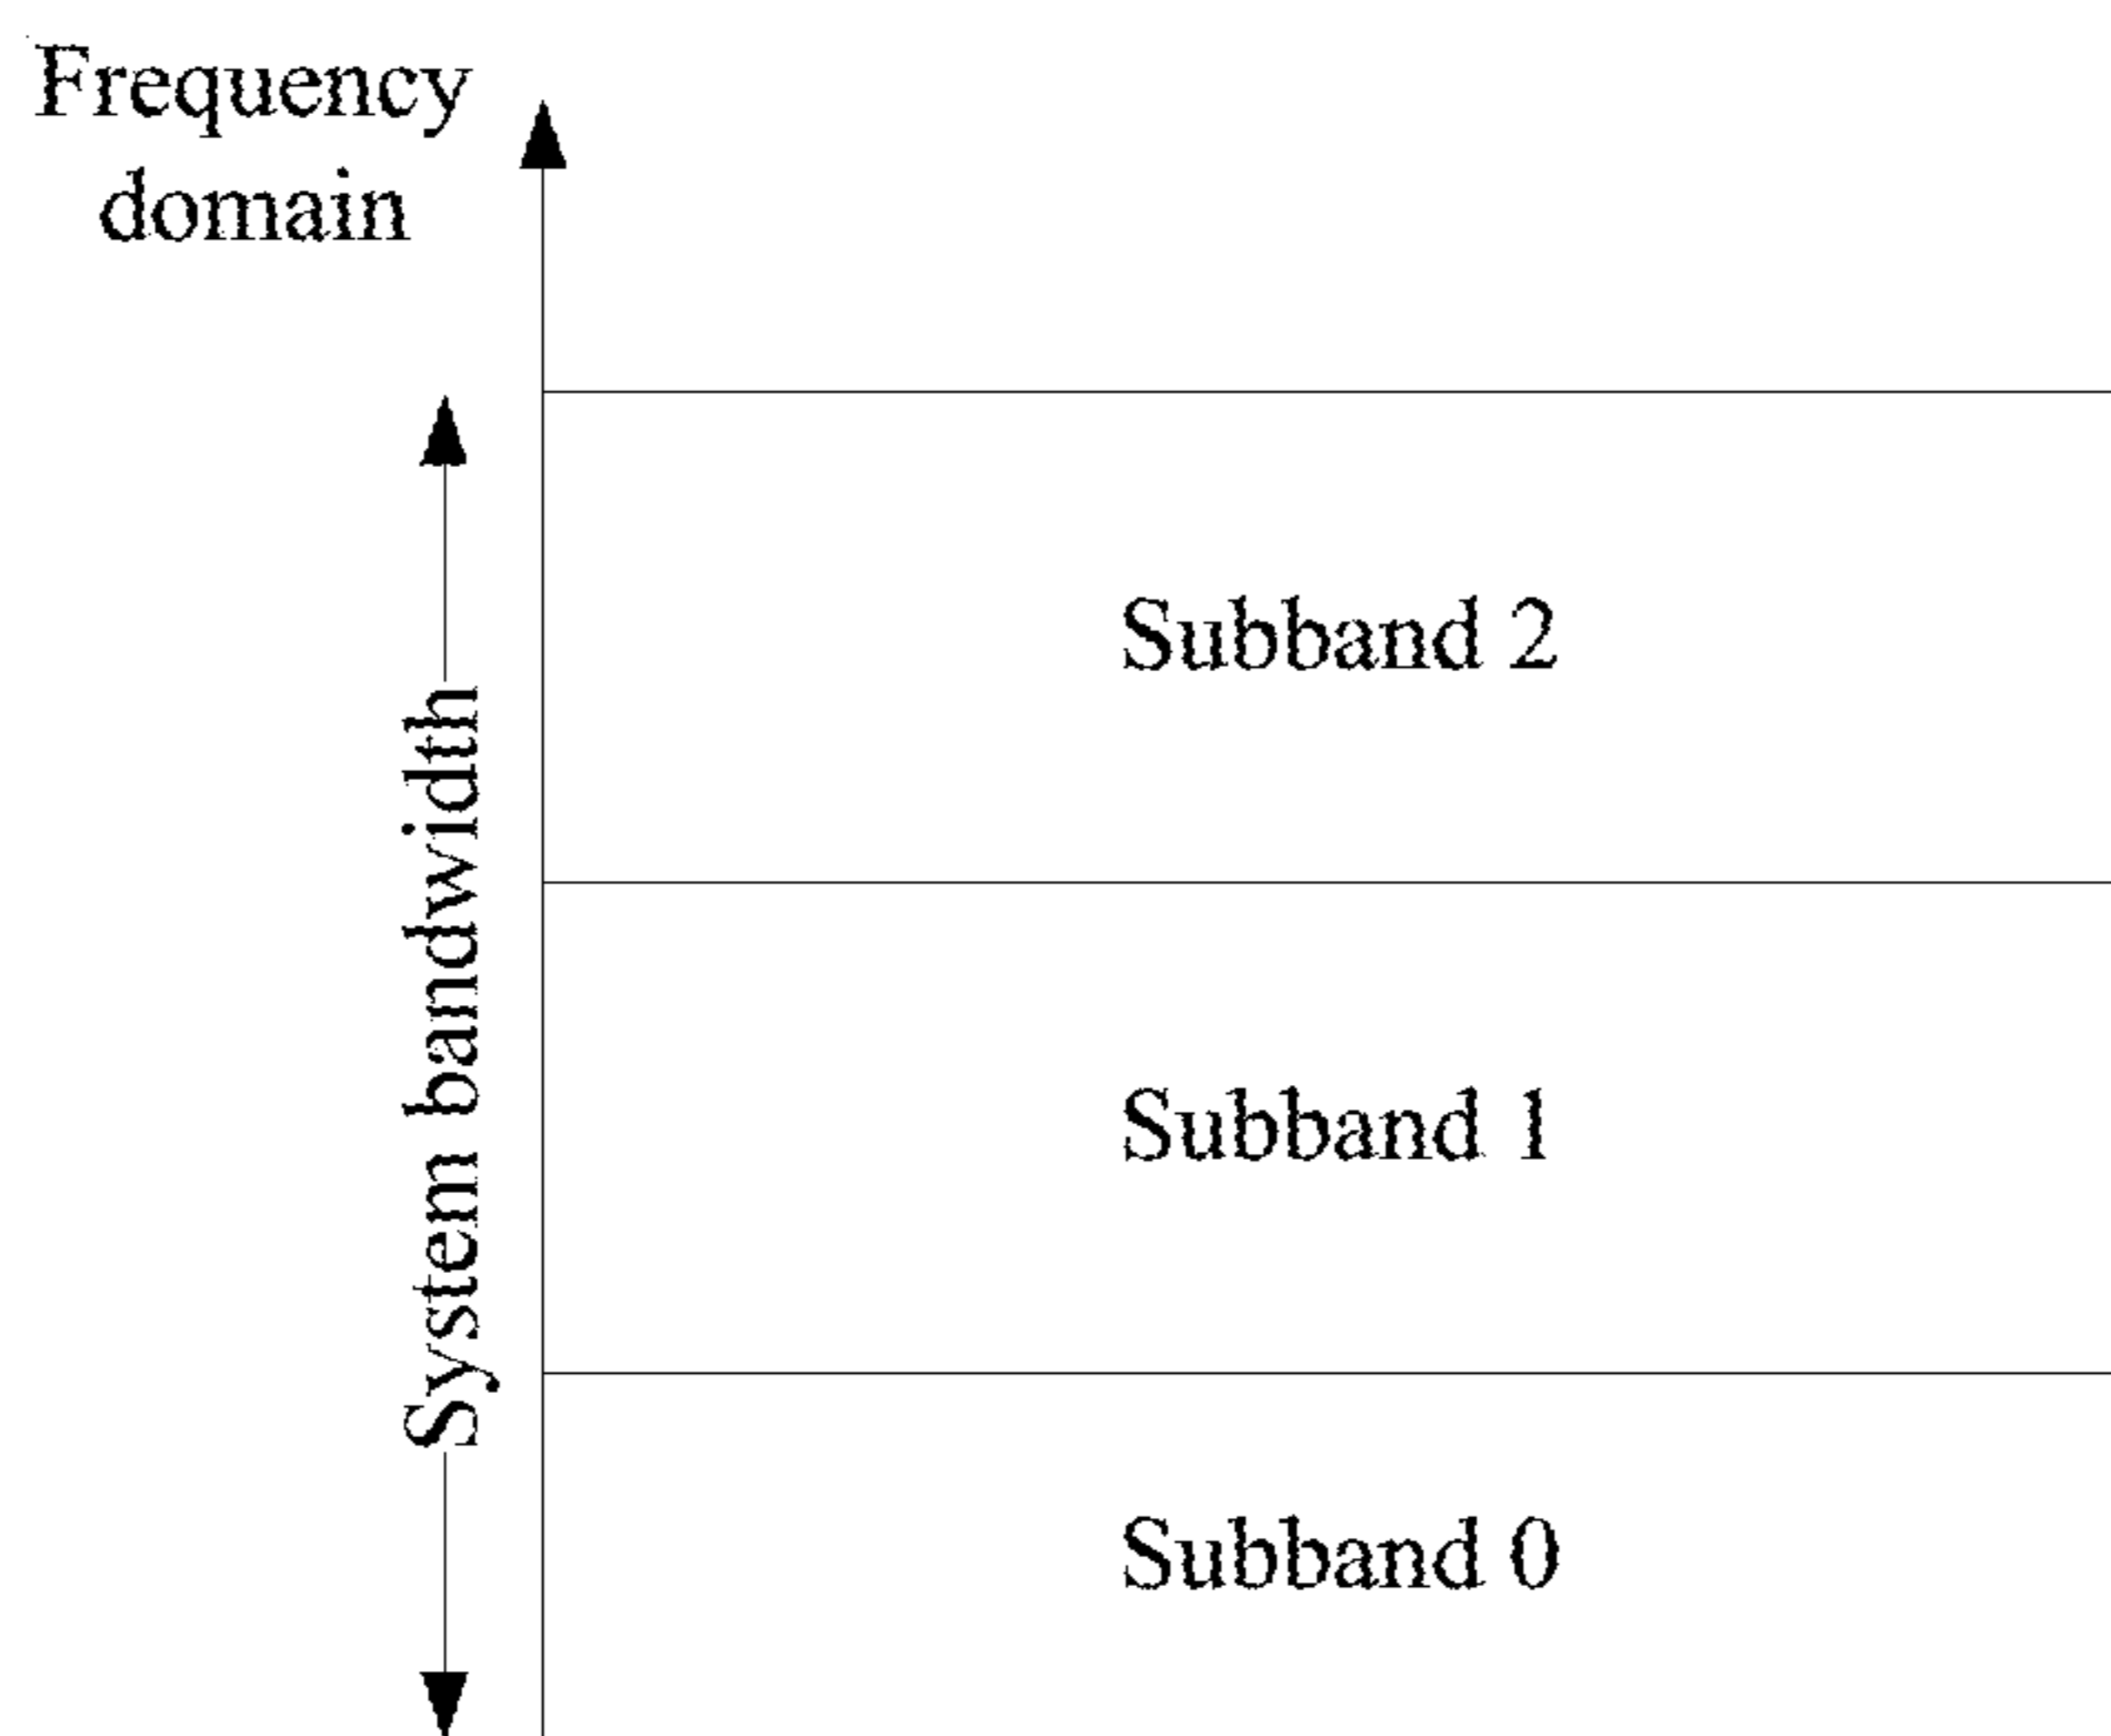 Frequency
domain
Subband 2
System bandwidth
Subband 1
Subband 0